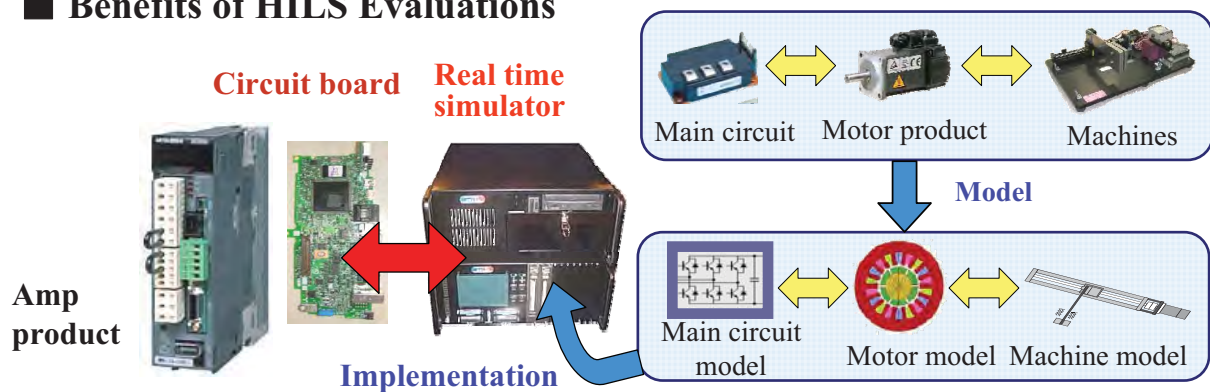 ■ Benefits of HILS Evaluations
Circuit board
Real time
simulator
Amp
product
Implementation
Main circuit
Motor product
Machines
Model
Main circuit
model
Motor model
Machine model